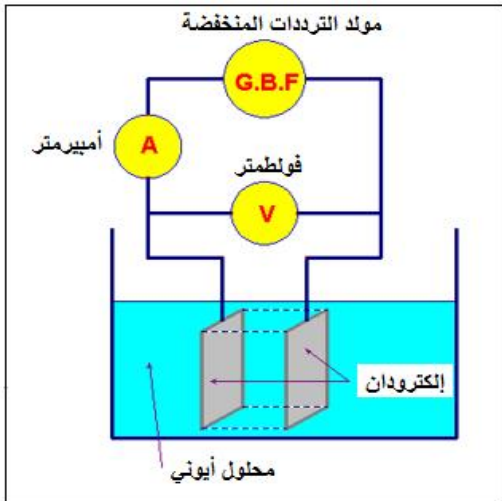 مولد الترددات المنخفضة
G.B.F
أمبيرمتر
A
فولطمتر
V
إلكترودان
محلول أيوني